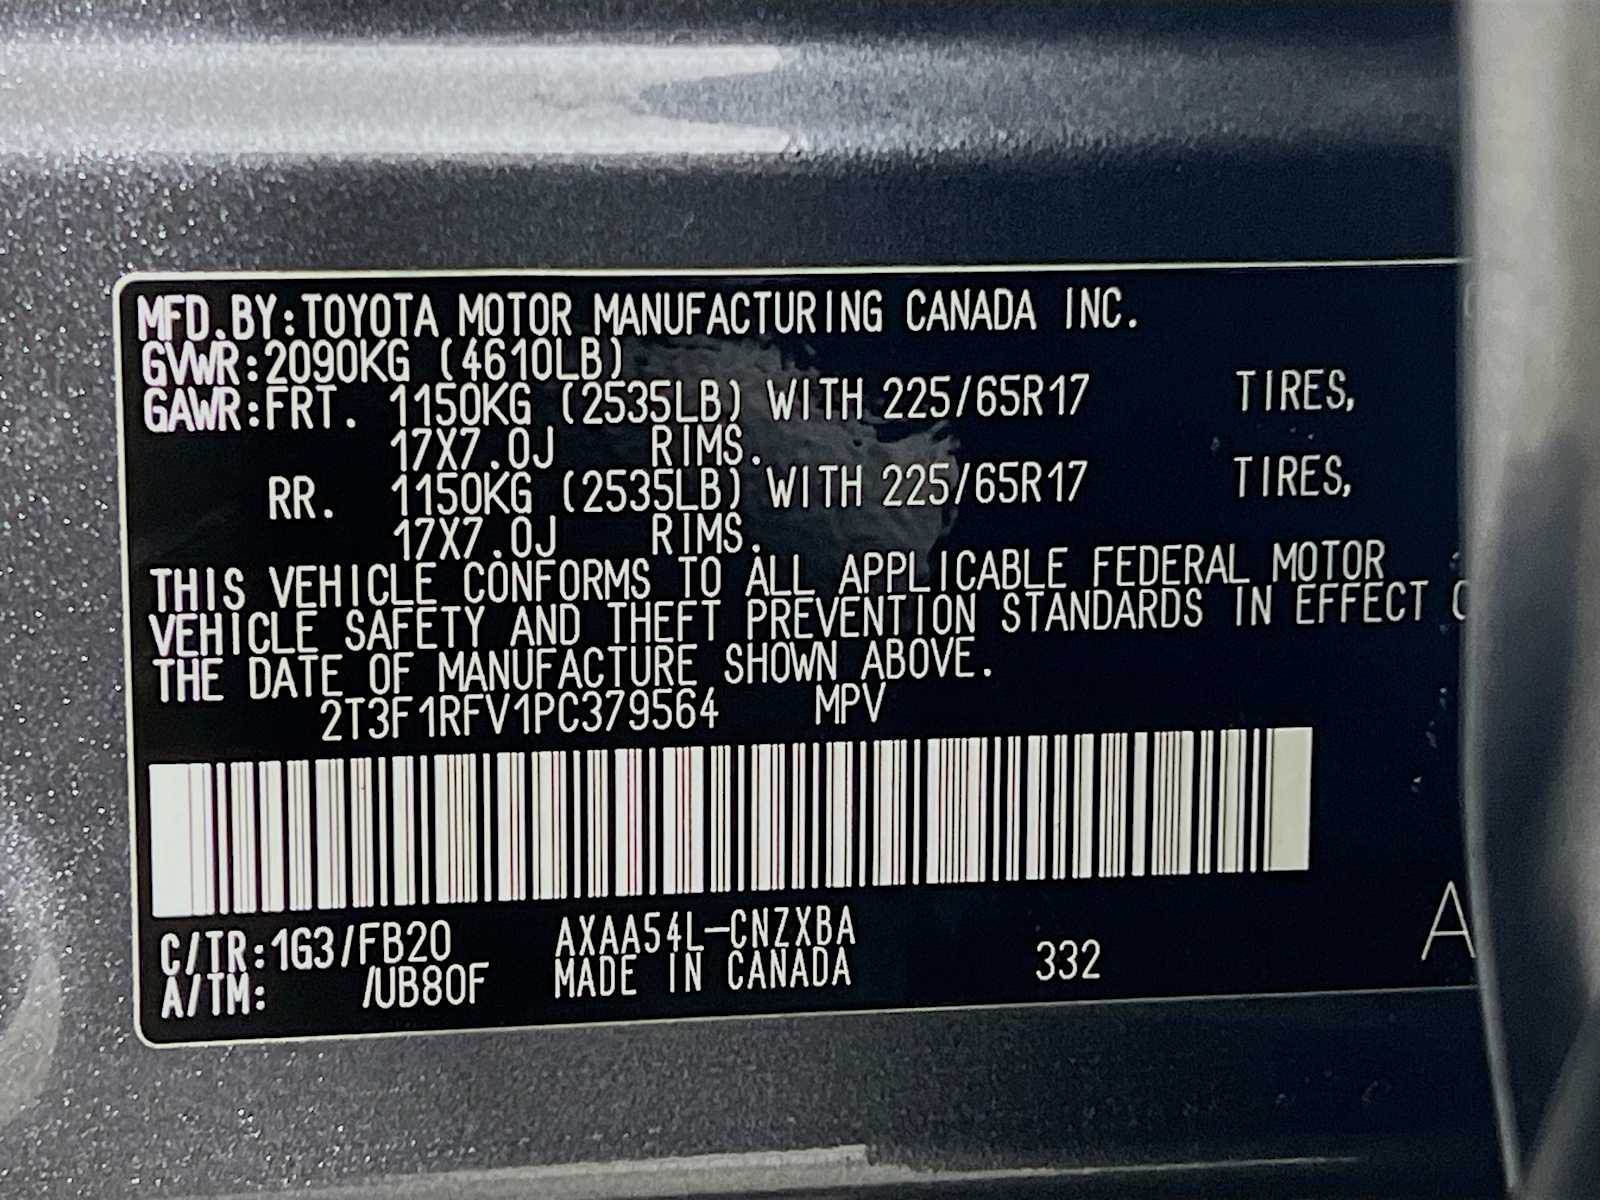 MFD.BY:TOYOTA MOTOR MANUFACTURING CANADA INC.
GVWR:2090KG (4610LB)
GAWR:FRT. 1150KG (2535LB) WITH 225/65R17 TIRES,
17X7.0J RIMS.
RR. 1150KG (2535LB) WITH 225/65R17 TIRES,
17X7.0J RIMS.
THIS VEHICLE CONFORMS TO ALL APPLICABLE FEDERAL MOTOR
VEHICLE SAFETY AND THEFT PREVENTION STANDARDS IN EFFECT
THE DATE OF MANUFACTURE SHOWN ABOVE.
2T3F1RFV1PC379564 MPV
C/TR:1G3/FB20 AXAA54L-CNZXBA
A/TM: /UB80F MADE IN CANADA 332 A